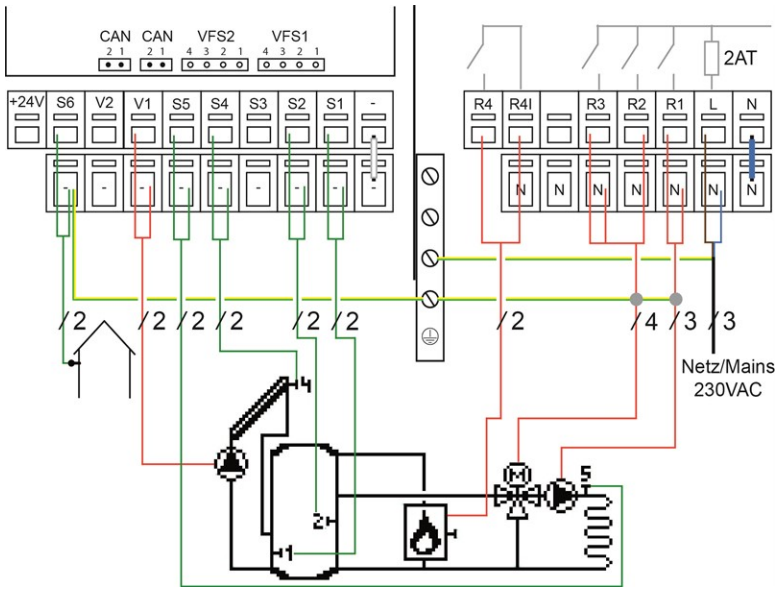 CAN CAN VFS2 VFS1
2 1 2 1 4 3 2 1 4 3 2 1
2AT
+24V S6 V2 V1 S5 S4 S3 S2 S1 -
R4 R4I R3 R2 R1 L N
- - - - - - - - -
N N N N N N N
/2 /2 /2 /2 /2 /2 /2 /4 /3 /3
Netz/Mains
230VAC
4
M
5
2
1